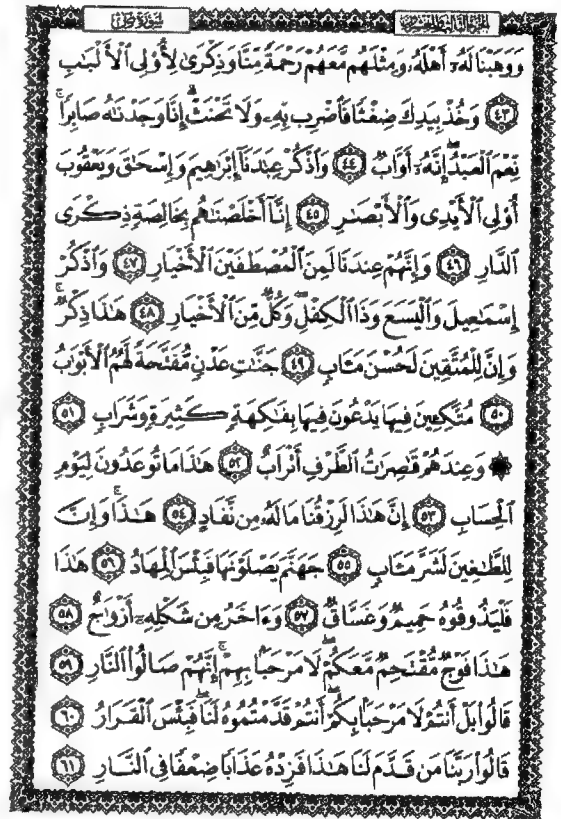 الجزء الثالث والعشرون
سُورَةُ صٓ
وَوَهَبْنَا لَهُۥٓ أَهْلَهُۥ وَمِثْلَهُم مَّعَهُمْ رَحْمَةً مِّنَّا وَذِكْرَىٰ لِأُو۟لِى ٱلْأَلْبَٰبِ
﴿٤٣﴾ وَخُذْ بِيَدِكَ ضِغْثًا فَٱضْرِب بِّهِۦ وَلَا تَحْنَثْ ۗ إِنَّا وَجَدْنَٰهُ صَابِرًا ۚ
نِّعْمَ ٱلْعَبْدُ ۖ إِنَّهُۥٓ أَوَّابٌ ﴿٤٤﴾ وَٱذْكُرْ عِبَٰدَنَآ إِبْرَٰهِيمَ وَإِسْحَٰقَ وَيَعْقُوبَ
أُو۟لِى ٱلْأَيْدِى وَٱلْأَبْصَٰرِ ﴿٤٥﴾ إِنَّآ أَخْلَصْنَٰهُم بِخَالِصَةٍ ذِكْرَى
ٱلدَّارِ ﴿٤٦﴾ وَإِنَّهُمْ عِندَنَا لَمِنَ ٱلْمُصْطَفَيْنَ ٱلْأَخْيَارِ ﴿٤٧﴾ وَٱذْكُرْ
إِسْمَٰعِيلَ وَٱلْيَسَعَ وَذَا ٱلْكِفْلِ ۖ وَكُلٌّ مِّنَ ٱلْأَخْيَارِ ﴿٤٨﴾ هَٰذَا ذِكْرٌ ۚ
وَإِنَّ لِلْمُتَّقِينَ لَحُسْنَ مَـَٔابٍ ﴿٤٩﴾ جَنَّٰتِ عَدْنٍ مُّفَتَّحَةً لَّهُمُ ٱلْأَبْوَٰبُ
﴿٥٠﴾ مُتَّكِـِٔينَ فِيهَا يَدْعُونَ فِيهَا بِفَٰكِهَةٍ كَثِيرَةٍ وَشَرَابٍ ﴿٥١﴾
۞ وَعِندَهُمْ قَٰصِرَٰتُ ٱلطَّرْفِ أَتْرَابٌ ﴿٥٢﴾ هَٰذَا مَا تُوعَدُونَ لِيَوْمِ
ٱلْحِسَابِ ﴿٥٣﴾ إِنَّ هَٰذَا لَرِزْقُنَا مَا لَهُۥ مِن نَّفَادٍ ﴿٥٤﴾ هَٰذَا ۚ وَإِنَّ
لِلطَّٰغِينَ لَشَرَّ مَـَٔابٍ ﴿٥٥﴾ جَهَنَّمَ يَصْلَوْنَهَا فَبِئْسَ ٱلْمِهَادُ ﴿٥٦﴾ هَٰذَا
فَلْيَذُوقُوهُ حَمِيمٌ وَغَسَّاقٌ ﴿٥٧﴾ وَءَاخَرُ مِن شَكْلِهِۦٓ أَزْوَٰجٌ ﴿٥٨﴾
هَٰذَا فَوْجٌ مُّقْتَحِمٌ مَّعَكُمْ ۖ لَا مَرْحَبًۢا بِهِمْ ۚ إِنَّهُمْ صَالُوا۟ ٱلنَّارِ ﴿٥٩﴾
قَالُوا۟ بَلْ أَنتُمْ لَا مَرْحَبًۢا بِكُمْ ۖ أَنتُمْ قَدَّمْتُمُوهُ لَنَا ۖ فَبِئْسَ ٱلْقَرَارُ ﴿٦٠﴾
قَالُوا۟ رَبَّنَا مَن قَدَّمَ لَنَا هَٰذَا فَزِدْهُ عَذَابًا ضِعْفًا فِى ٱلنَّارِ ﴿٦١﴾